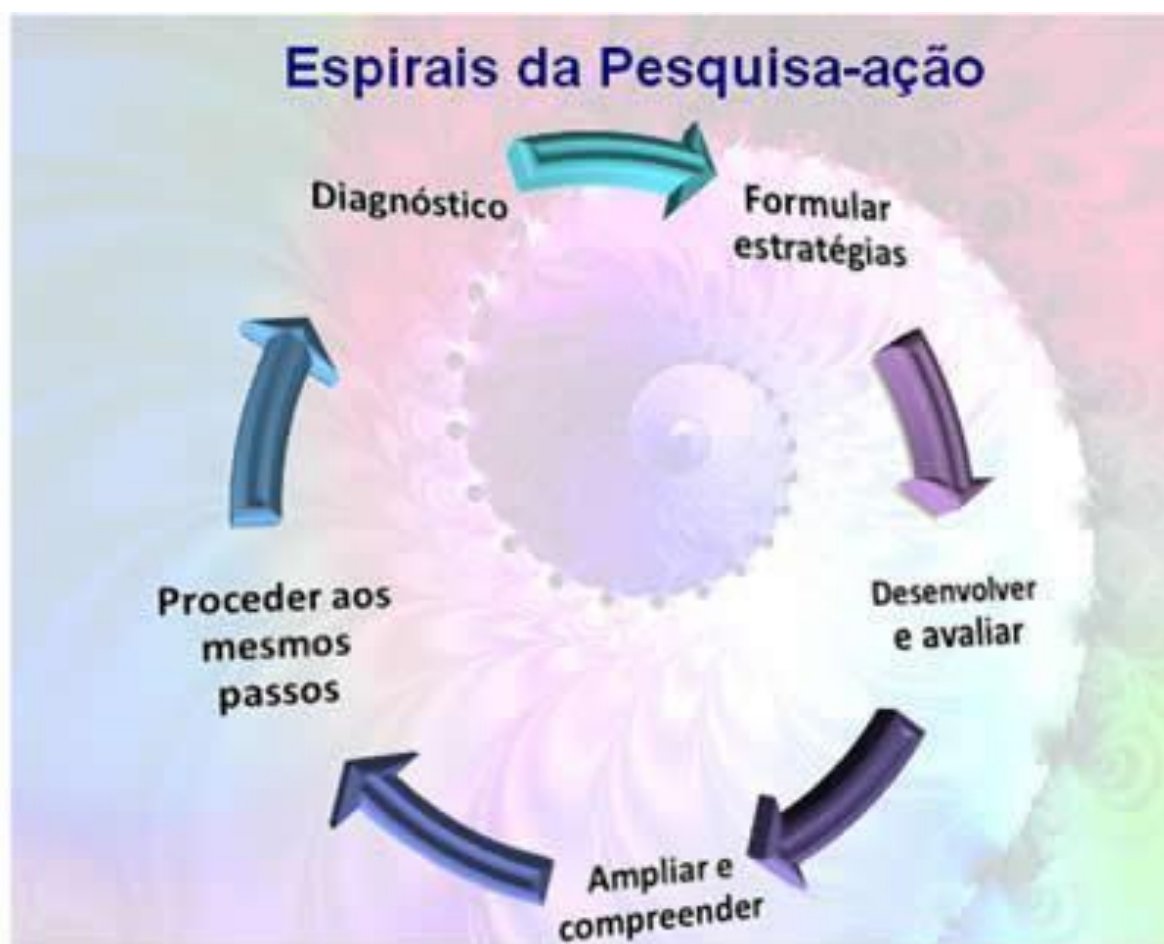 Espirais da Pesquisa-ação
Diagnóstico
Formular
estratégias
Desenvolver
e avaliar
Ampliar e
compreender
Proceder aos
mesmos
passos